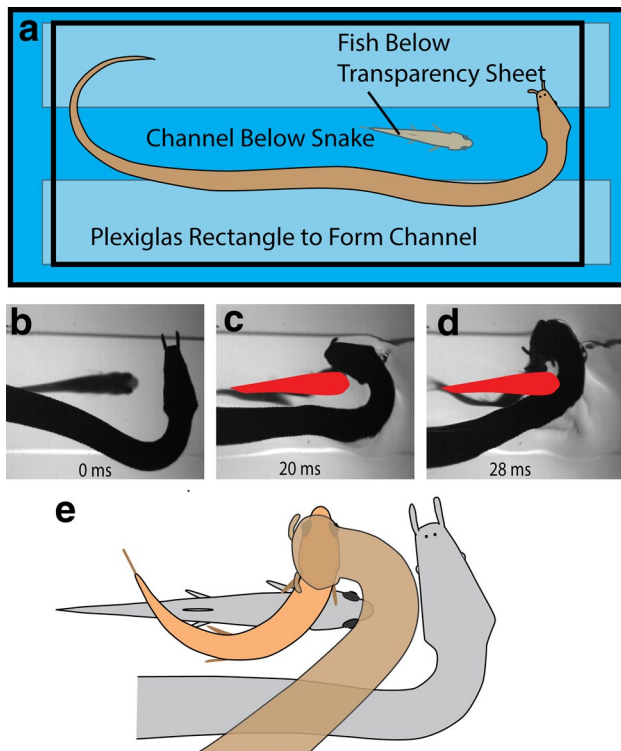 a
Fish Below
Transparency Sheet
Channel Below Snake
Plexiglas Rectangle to Form Channel
b
c
d
0 ms
20 ms
28 ms
e